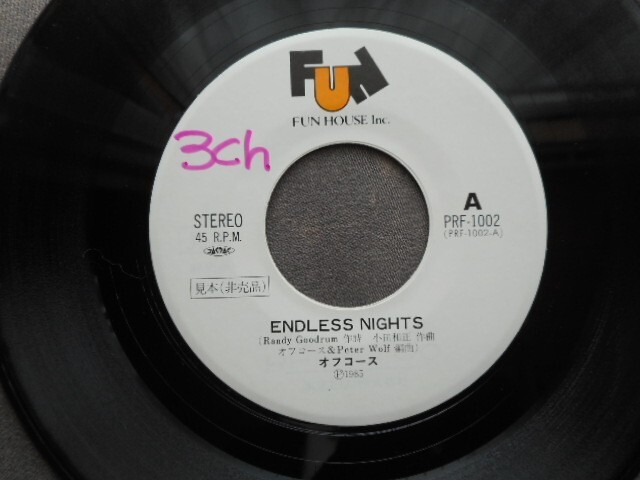 FUN
FUN HOUSE Inc.
3ch
STEREO
45 R.P.M.
A
PRF-1002
(PRF-1002-A)
見本(非売品)
ENDLESS NIGHTS
(Randy Goodrum 作詩 小田和正 作曲
オフコース&Peter Wolf 編曲)
オフコース
Ⓟ1985